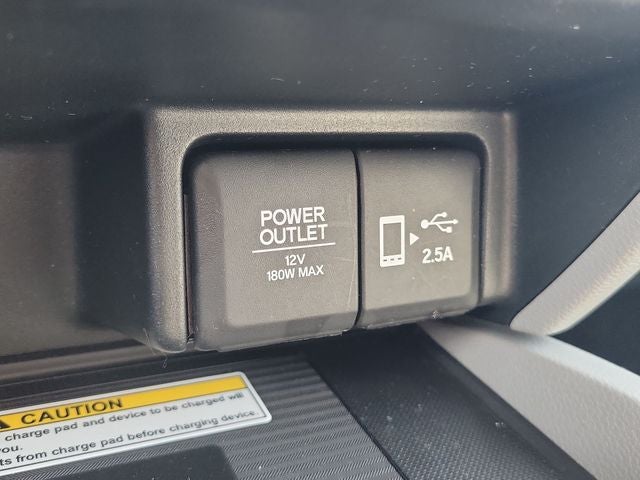 POWER
OUTLET
12V
180W MAX
2.5A
CAUTION
charge pad and device to be charged will
you.
ts from charge pad before charging device.